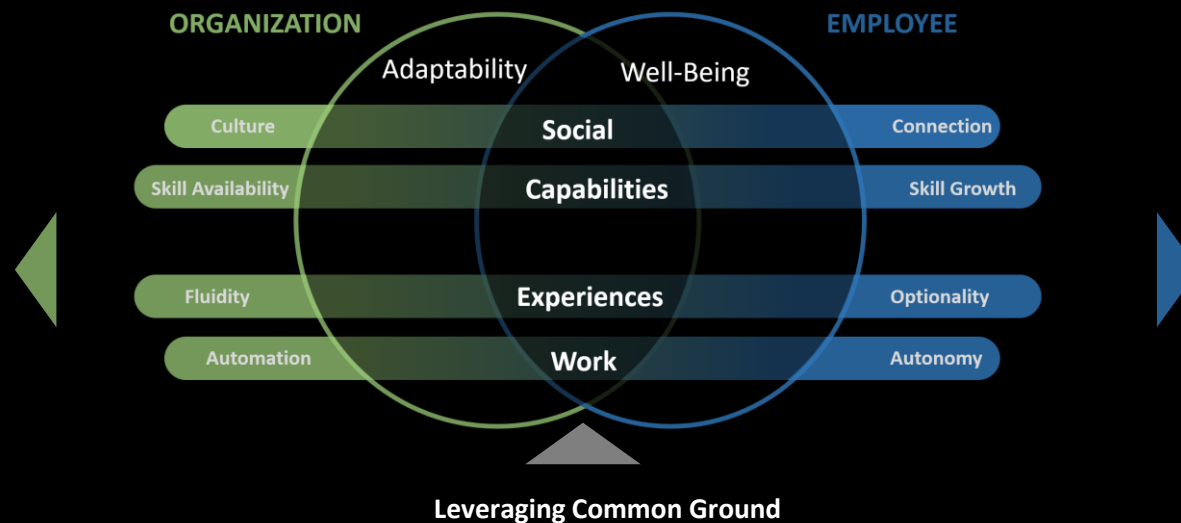 ORGANIZATION
EMPLOYEE
Adaptability
Well-Being
Culture
Social
Connection
Skill Availability
Capabilities
Skill Growth
Fluidity
Experiences
Optionality
Automation
Work
Autonomy
Leveraging Common Ground